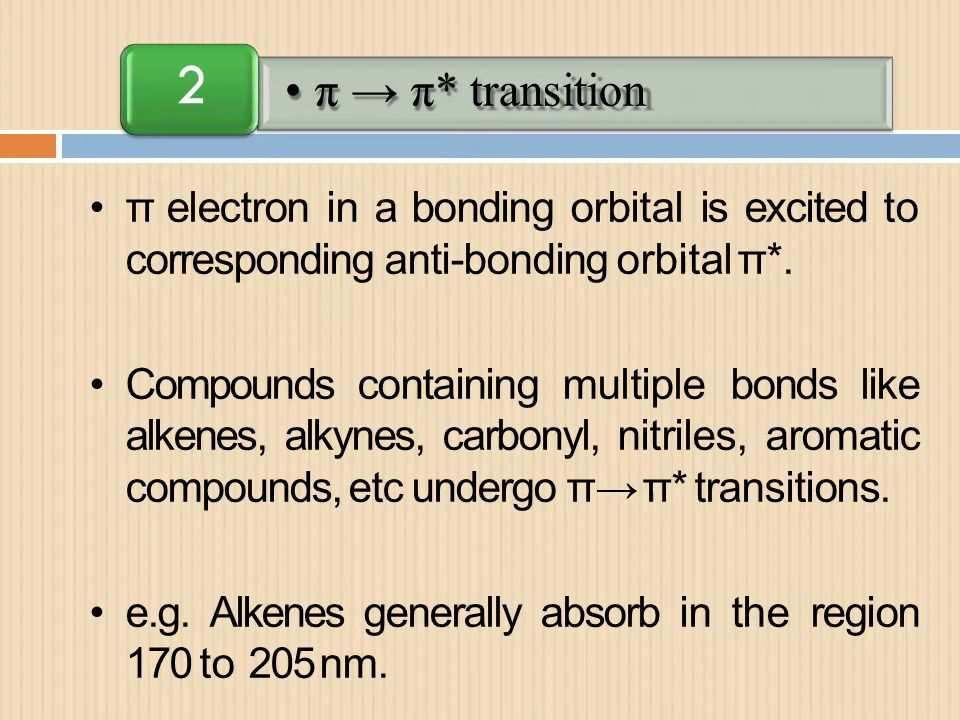 2
• π → π* transition
• π electron in a bonding orbital is excited to
corresponding anti-bonding orbital π*.
• Compounds containing multiple bonds like
alkenes, alkynes, carbonyl, nitriles, aromatic
compounds, etc undergo π→π* transitions.
• e.g. Alkenes generally absorb in the region
170 to 205 nm.